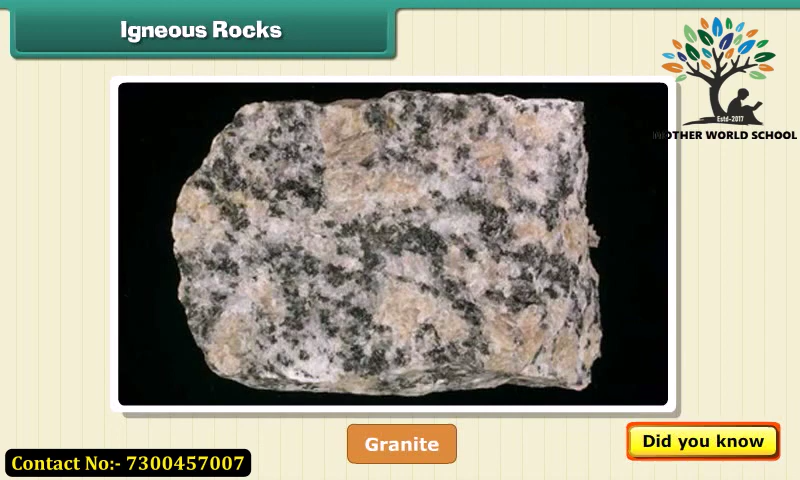 Igneous Rocks
Estd-2017
MOTHER WORLD SCHOOL
Granite
Did you know
Contact No:- 7300457007